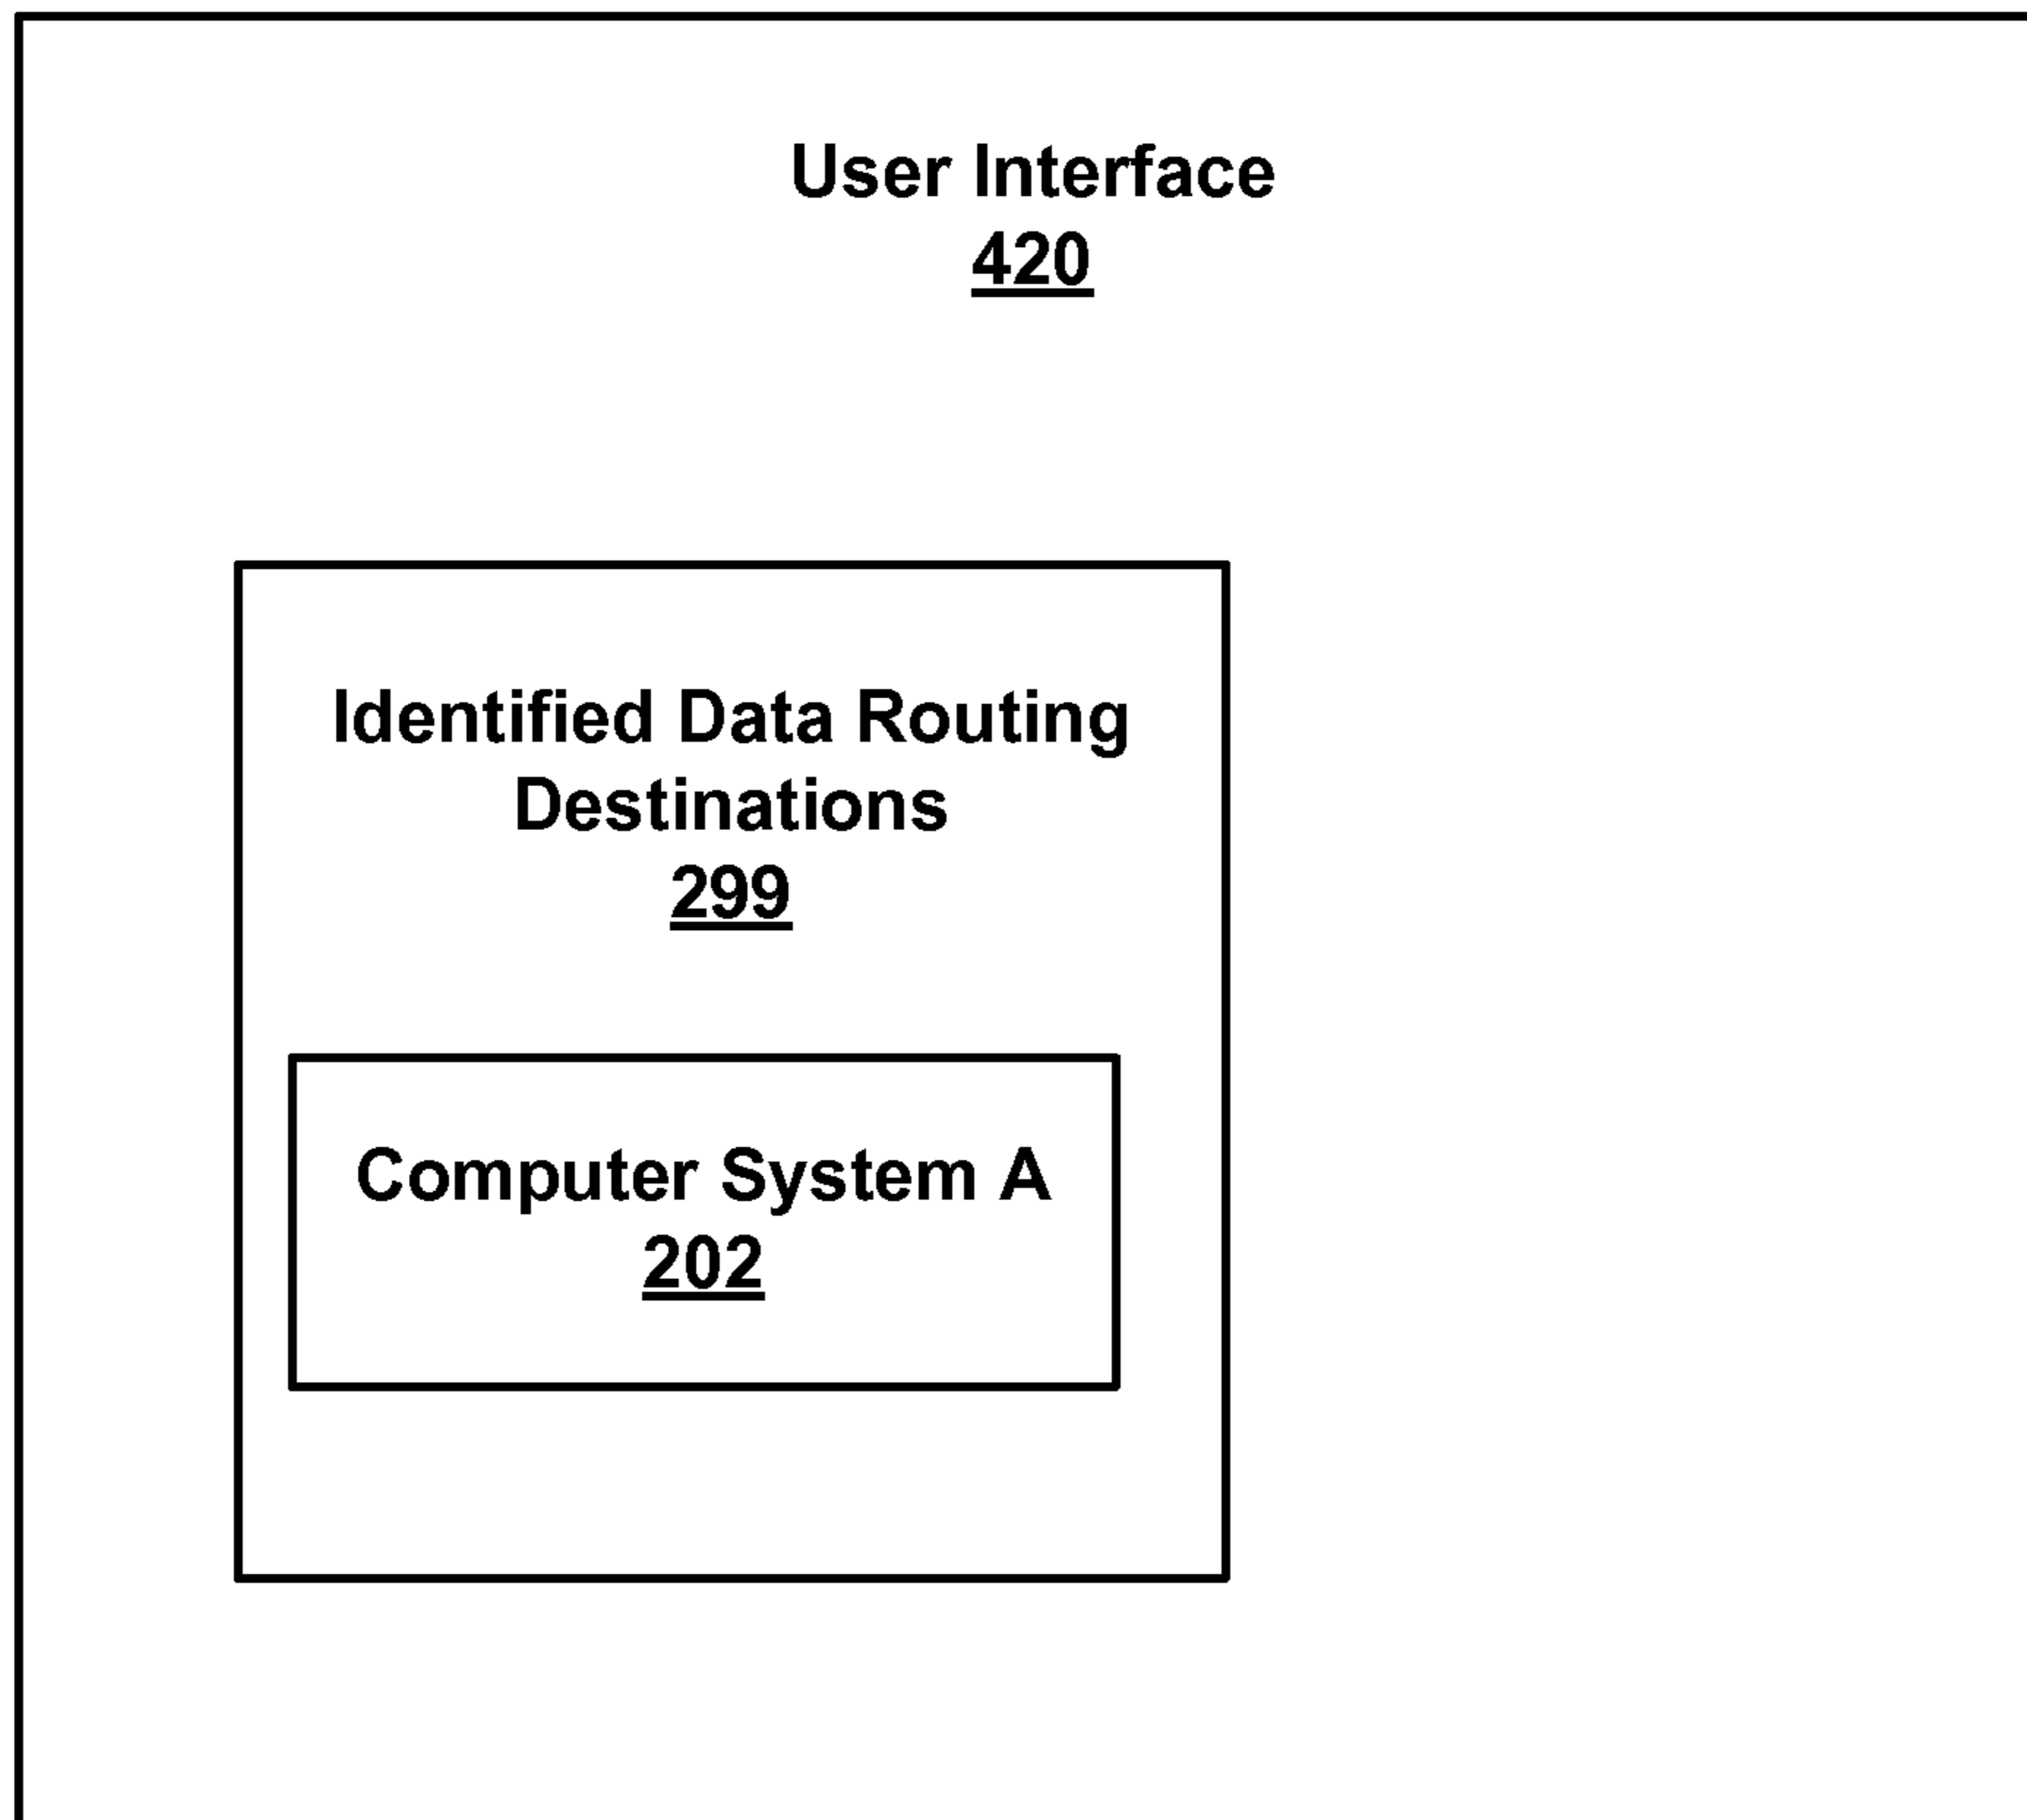 User Interface
420
Identified Data Routing
Destinations
299
Computer System A
202